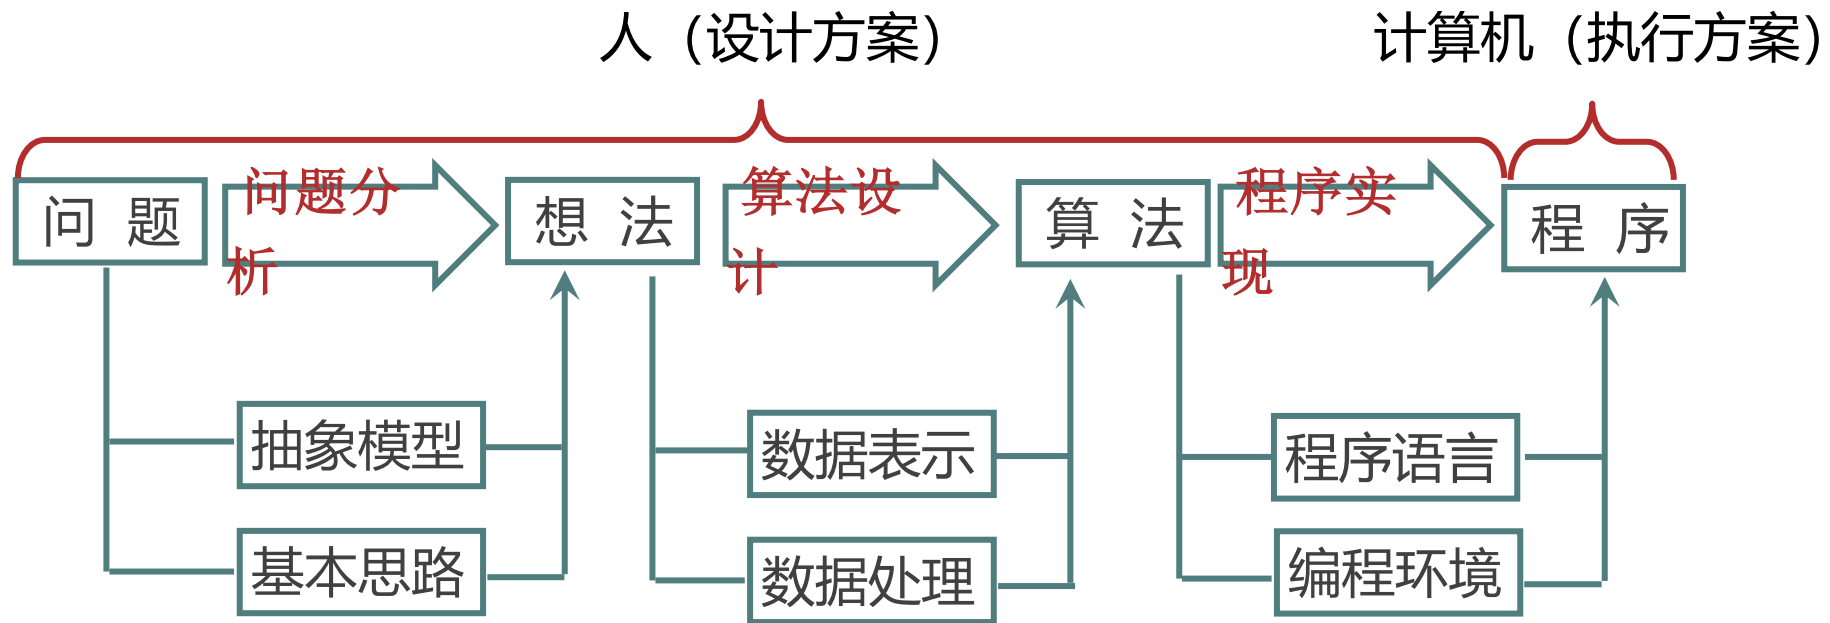 人（设计方案）
计算机（执行方案）
问 题
问题分
析
想 法
算法设
计
算 法
程序实
现
程 序
抽象模型
数据表示
程序语言
基本思路
数据处理
编程环境